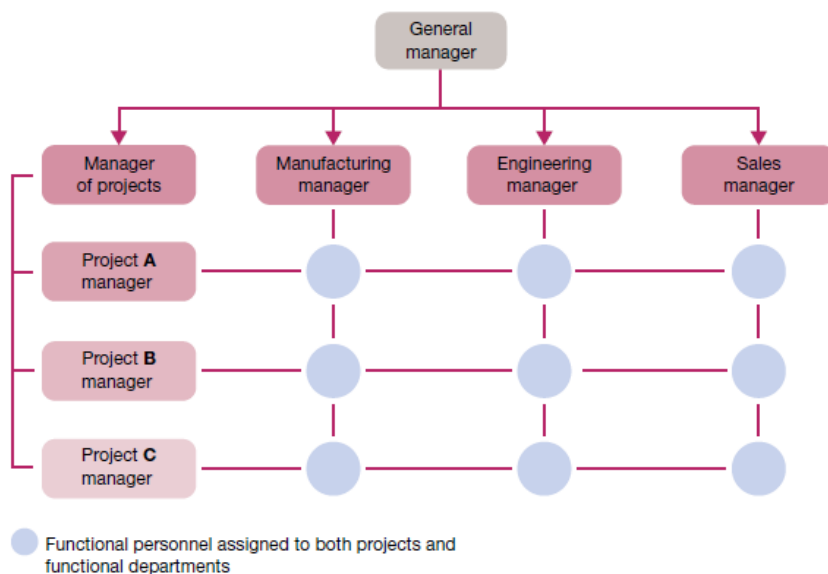 General
manager
Manager
of projects
Manufacturing
manager
Engineering
manager
Sales
manager
Project A
manager
Project B
manager
Project C
manager
Functional personnel assigned to both projects and
functional departments